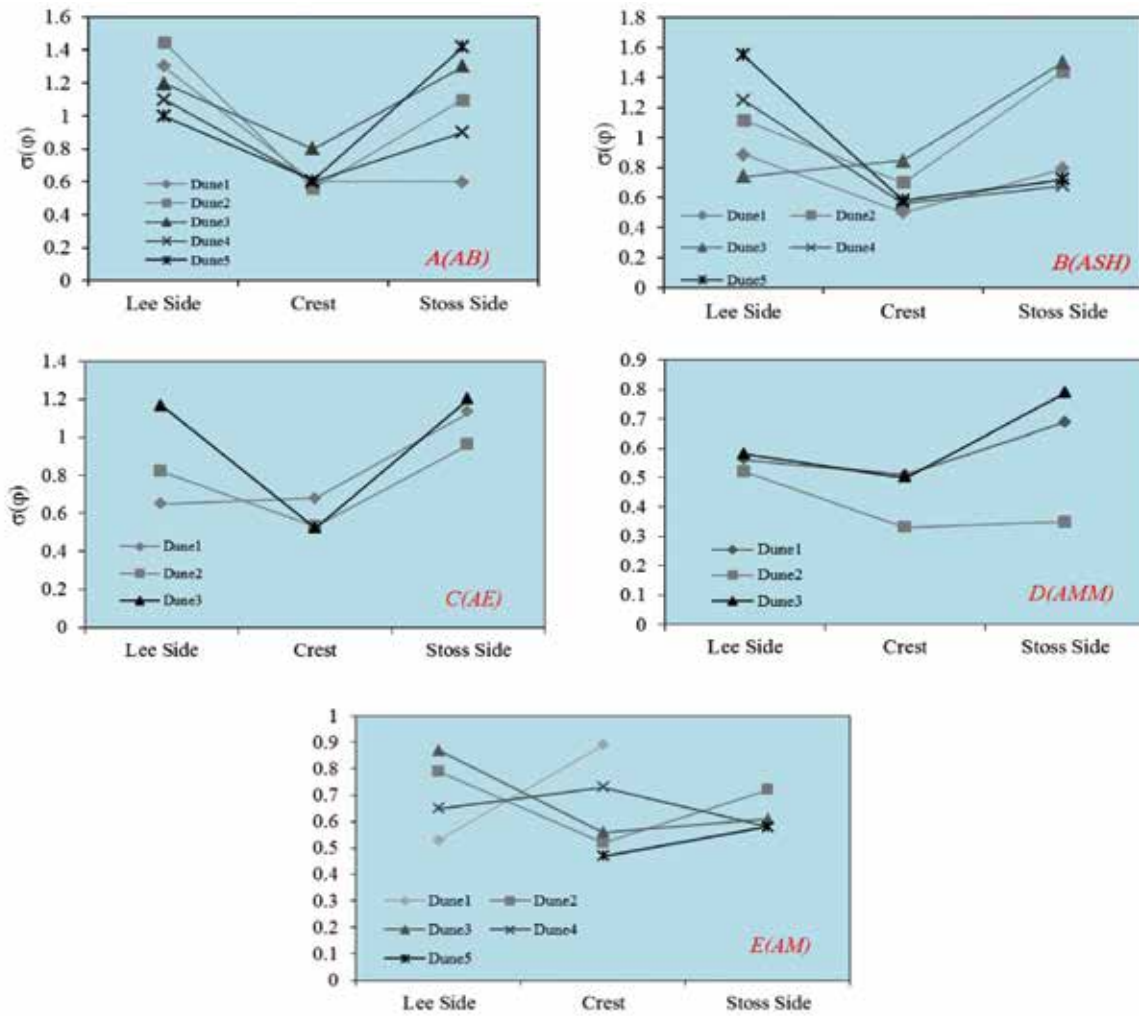 1.6
1.4
1.2
1
0.8
0.6
0.4
0.2
0
σ(φ)
Dune1
Dune2
Dune3
Dune4
Dune5
A(AB)
Lee Side Crest Stoss Side
1.8
1.6
1.4
1.2
1
0.8
0.6
0.4
0.2
0
σ(φ)
Dune1 Dune2
Dune3 Dune4
Dune5
B(ASH)
Lee Side Crest Stoss Side
1.4
1.2
1
0.8
0.6
0.4
0.2
0
σ(φ)
Dune1
Dune2
Dune3
C(AE)
Lee Side Crest Stoss Side
0.9
0.8
0.7
0.6
0.5
0.4
0.3
0.2
0.1
0
Dune1
Dune2
Dune3
D(AMM)
Lee Side Crest Stoss Side
1
0.9
0.8
0.7
0.6
0.5
0.4
0.3
0.2
0.1
0
Dune1 Dune2
Dune3 Dune4
Dune5
E(AM)
Lee Side Crest Stoss Side